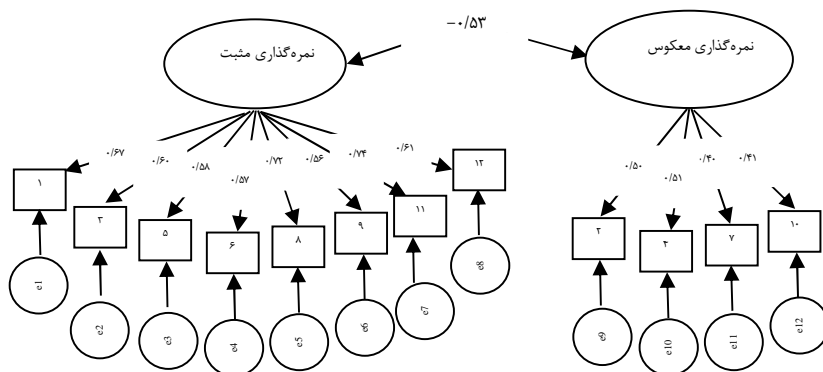 -۰/۵۳
نمره‌گذاری مثبت
نمره‌گذاری معکوس
۰/۶۷ ۰/۶۰ ۰/۵۸ ۰/۵۷ ۰/۷۲ ۰/۵۶ ۰/۷۴ ۰/۶۱
۰/۵۰ ۰/۵۱ ۰/۴۰ ۰/۴۱
۱ ۳ ۵ ۶ ۸ ۹ ۱۱ ۱۲
۲ ۴ ۷ ۱۰
e1 e2 e3 e4 e5 e6 e7 e8
e9 e10 e11 e12